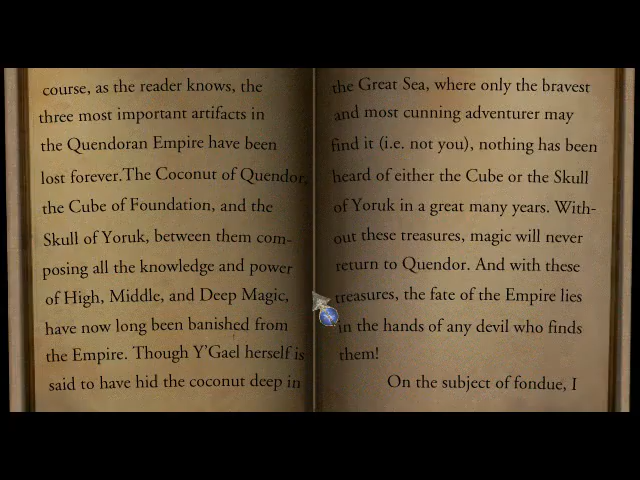 course, as the reader knows, the
three most important artifacts in
the Quendoran Empire have been
lost forever.The Coconut of Quendor,
the Cube of Foundation, and the
Skull of Yoruk, between them com-
posing all the knowledge and power
of High, Middle, and Deep Magic,
have now long been banished from
the Empire. Though Y'Gael herself is
said to have hid the coconut deep in
the Great Sea, where only the bravest
and most cunning adventurer may
find it (i.e. not you), nothing has been
heard of either the Cube or the Skull
of Yoruk in a great many years. With-
out these treasures, magic will never
return to Quendor. And with these
treasures, the fate of the Empire lies
in the hands of any devil who finds
them!
On the subject of fondue, I